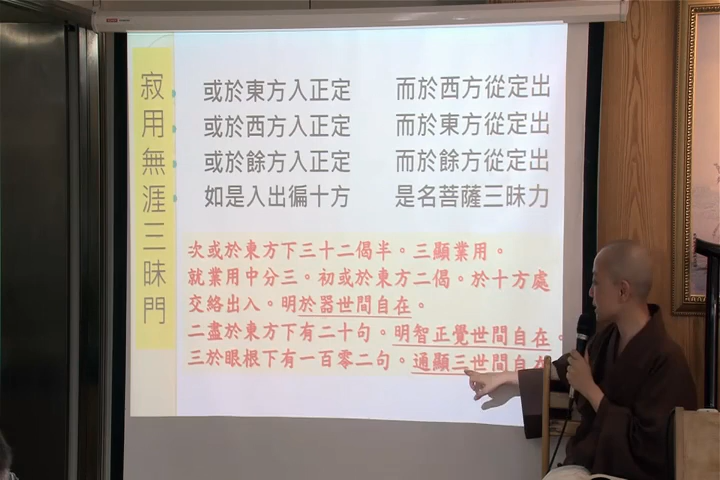 寂用無涯三昧門
或於東方入正定 而於西方從定出
或於西方入正定 而於東方從定出
或於餘方入正定 而於餘方從定出
如是入出徧十方 是名菩薩三昧力
次或於東方下三十二偈半。三顯業用。
就業用中分三。初或於東方二偈。於十方處
交絡出入。明於器世間自在。
二盡於東方下有二十句。明智正覺世間自在。
三於眼根下有一百零二句。通顯三世間自在